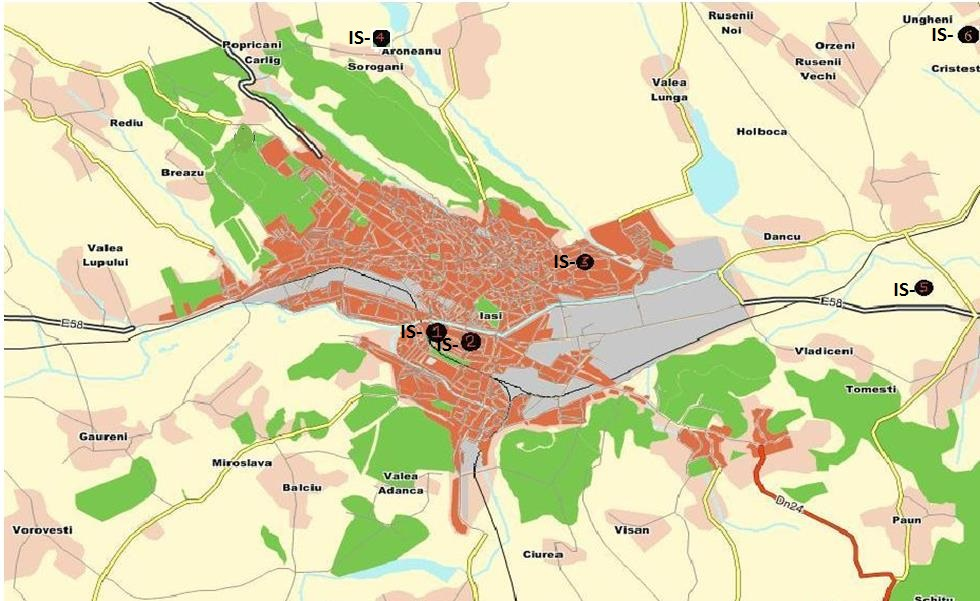 Rusenii
Noi
Ungheni
IS- 6
IS- 4
Popricani
Carlig
Aroneanu
Sorogani
Orzeni
Rusenii
Vechi
Cristest
Valea
Lunga
Rediu
Holboca
Breazu
Dancu
Valea
Lupului
IS- 3
IS- 5
E58
E58
Iasi
IS- 1
IS- 2
Vladiceni
Tomesti
Gaureni
Miroslava
Balciu
Valea
Adanca
Dn24
Vorovesti
Visan
Paun
Ciurea
Schitu